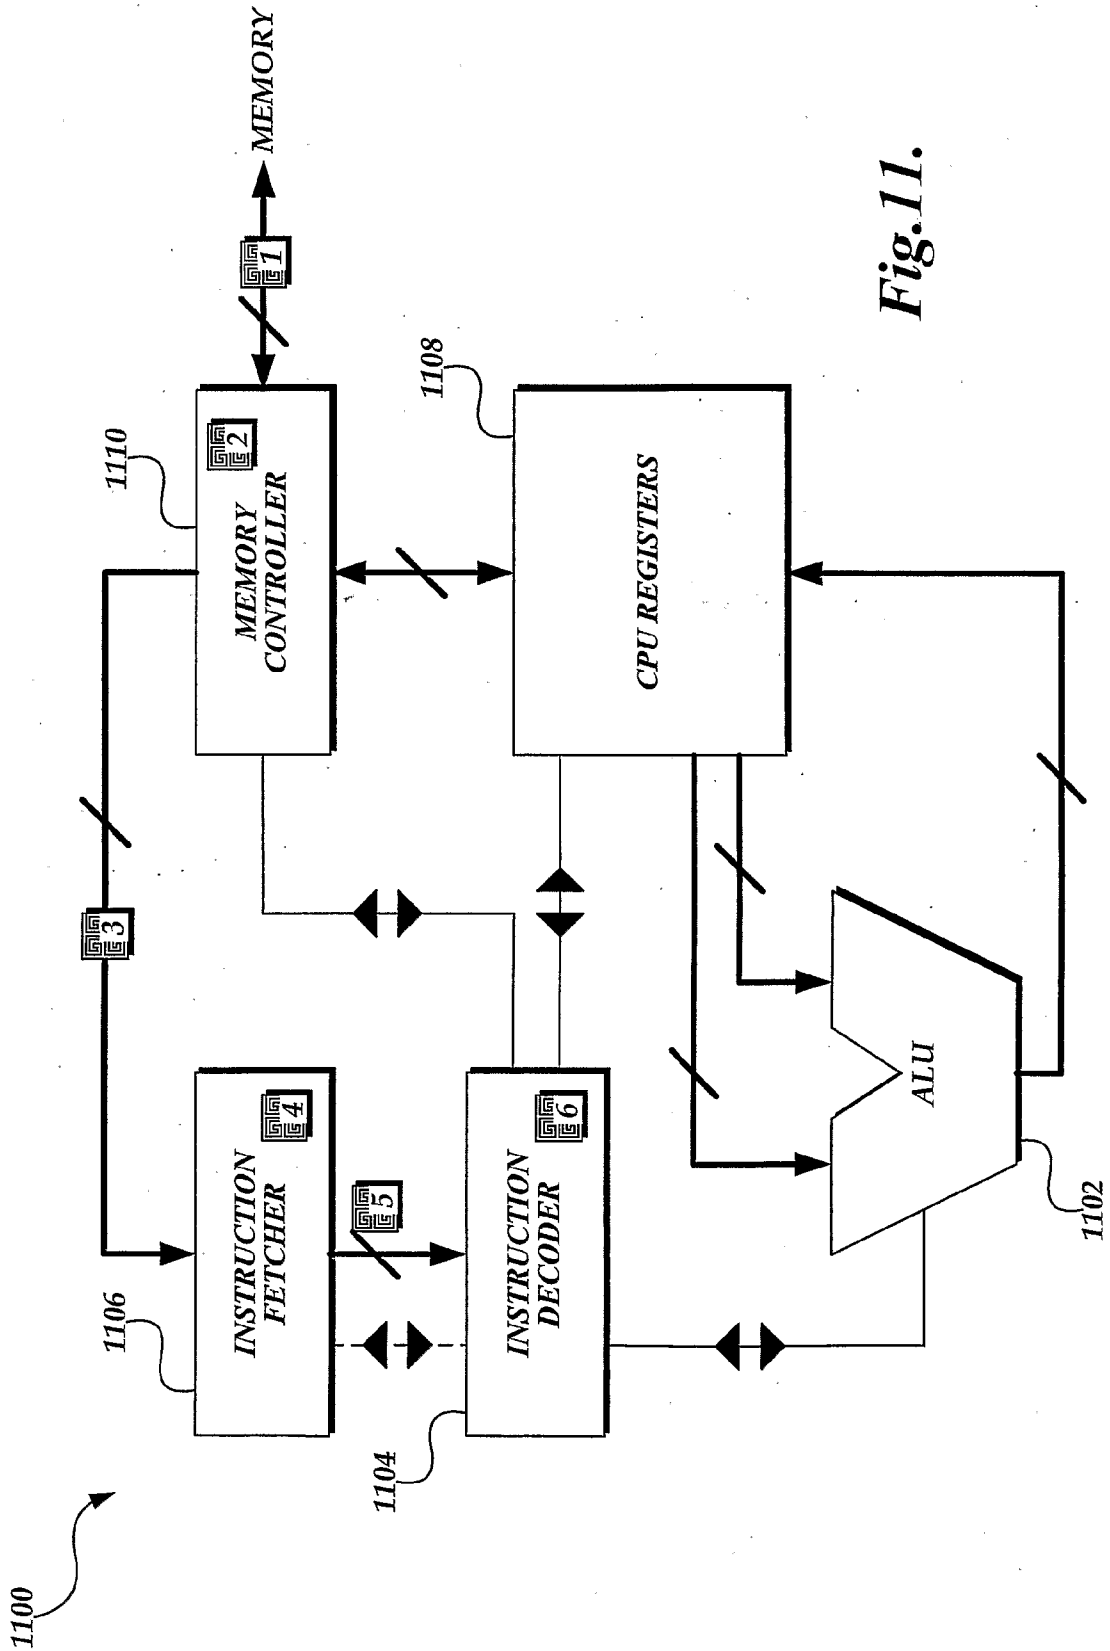 1100
1106
INSTRUCTION
FETCHER
4
3
1110
MEMORY
CONTROLLER
2
1
MEMORY
5
1104
INSTRUCTION
DECODER
6
1108
CPU REGISTERS
ALU
1102
Fig.11.